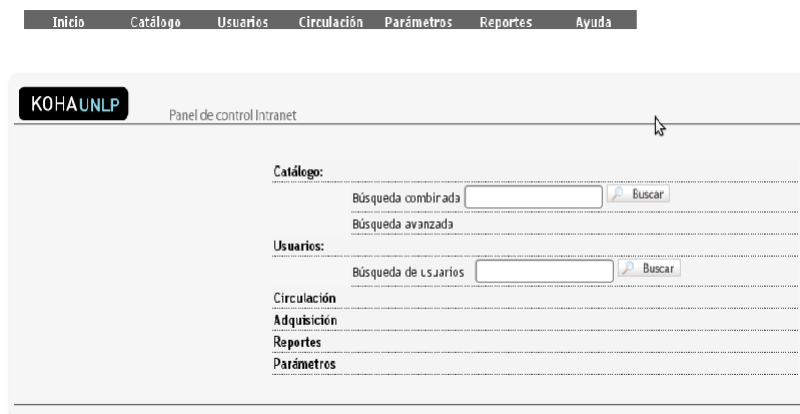 Inicio Catálogo Usuarios Circulación Parámetros Reportes Ayuda
KOHAUNLP
Panel de control Intranet
Catálogo:
Búsqueda combinada Buscar
Búsqueda avanzada
Usuarios:
Búsqueda de usuarios Buscar
Circulación
Adquisición
Reportes
Parámetros